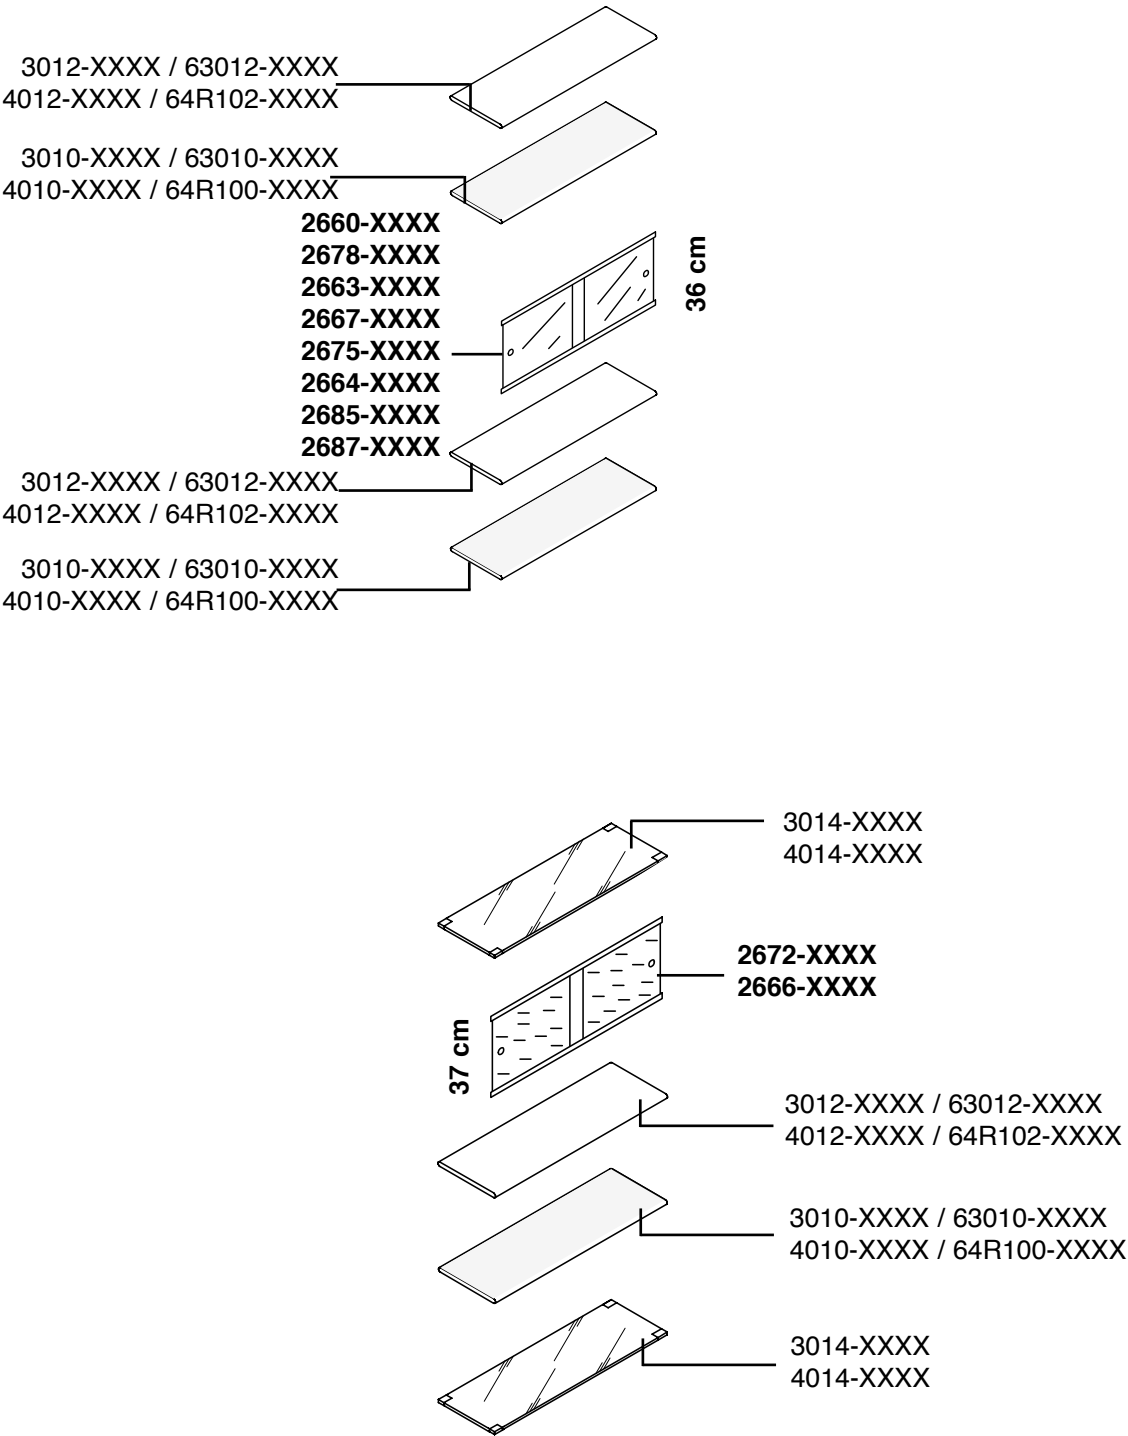 3012-XXXX / 63012-XXXX
4012-XXXX / 64R102-XXXX
3010-XXXX / 63010-XXXX
4010-XXXX / 64R100-XXXX
2660-XXXX
2678-XXXX
2663-XXXX
2667-XXXX
2675-XXXX
2664-XXXX
2685-XXXX
2687-XXXX
36 cm
3012-XXXX / 63012-XXXX
4012-XXXX / 64R102-XXXX
3010-XXXX / 63010-XXXX
4010-XXXX / 64R100-XXXX
3014-XXXX
4014-XXXX
2672-XXXX
2666-XXXX
37 cm
3012-XXXX / 63012-XXXX
4012-XXXX / 64R102-XXXX
3010-XXXX / 63010-XXXX
4010-XXXX / 64R100-XXXX
3014-XXXX
4014-XXXX